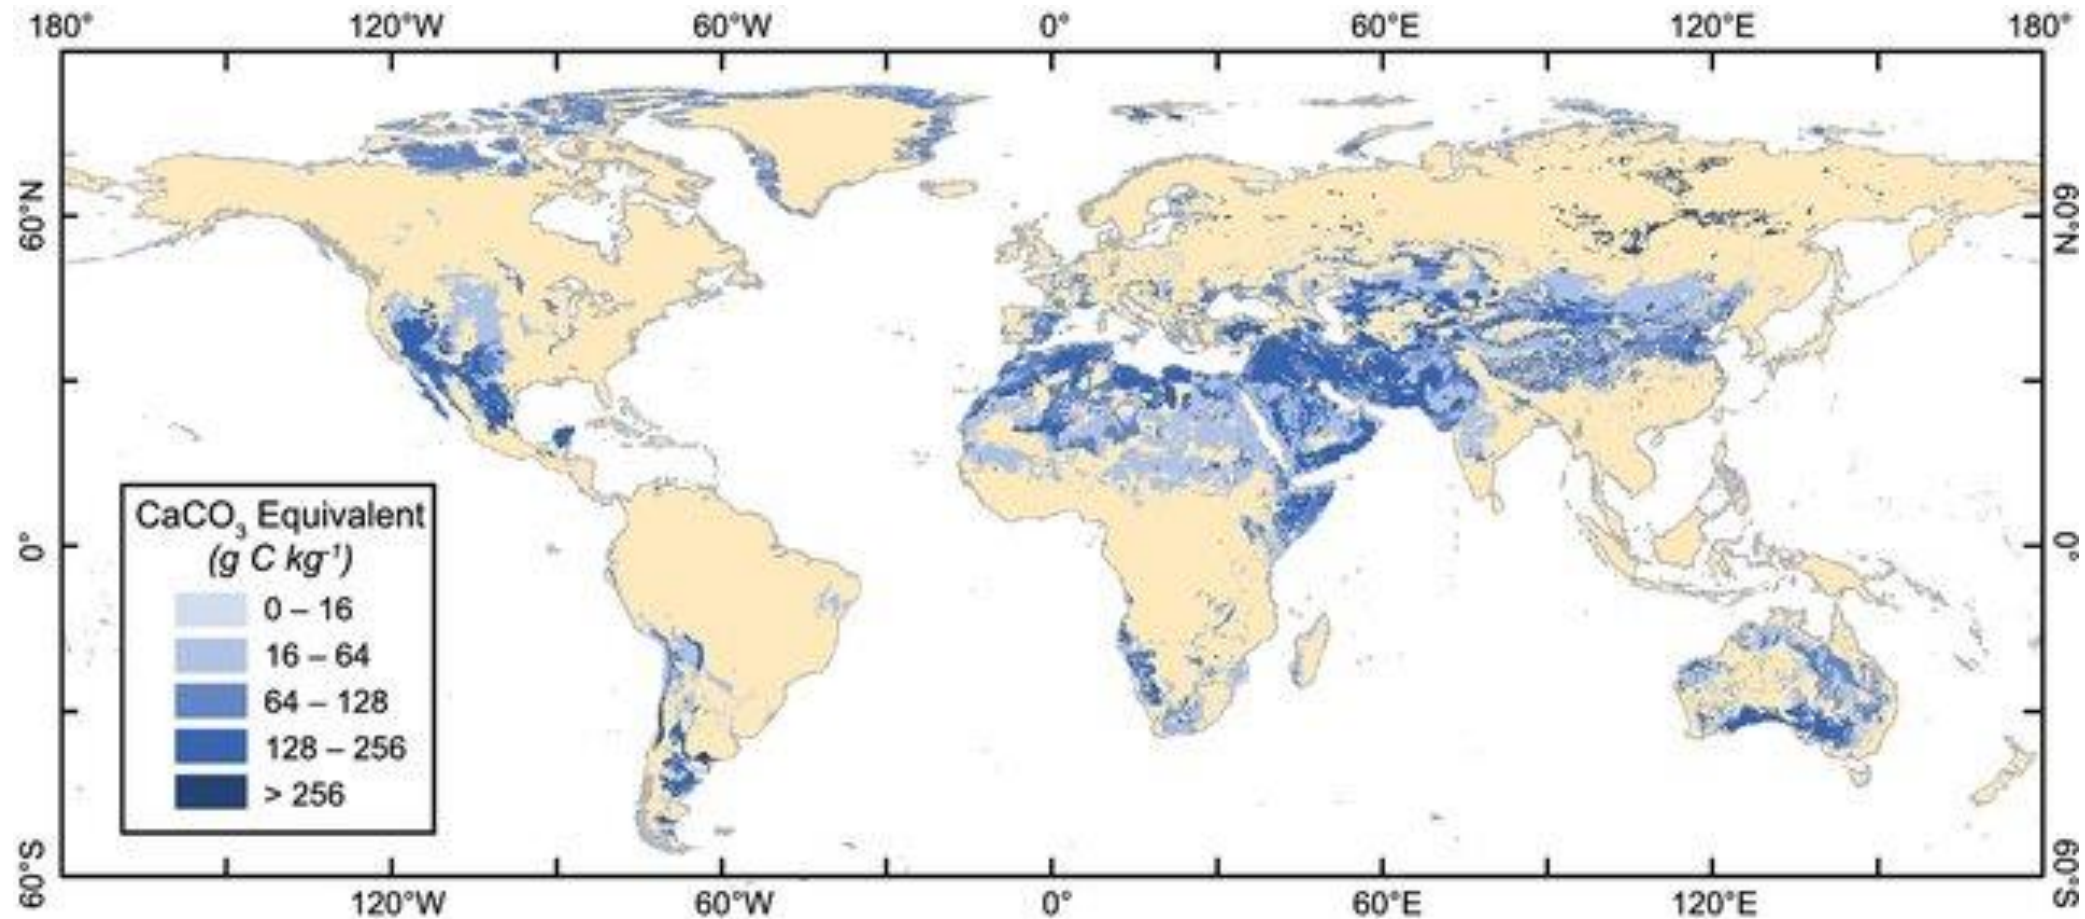 180° 120°W 60°W 0° 60°E 120°E 180°
60°N 60°N
CaCO₃ Equivalent
(g C kg⁻¹)
0° 0°
0 – 16
16 – 64
64 – 128
128 – 256
> 256
60°S 60°S
120°W 60°W 0° 60°E 120°E